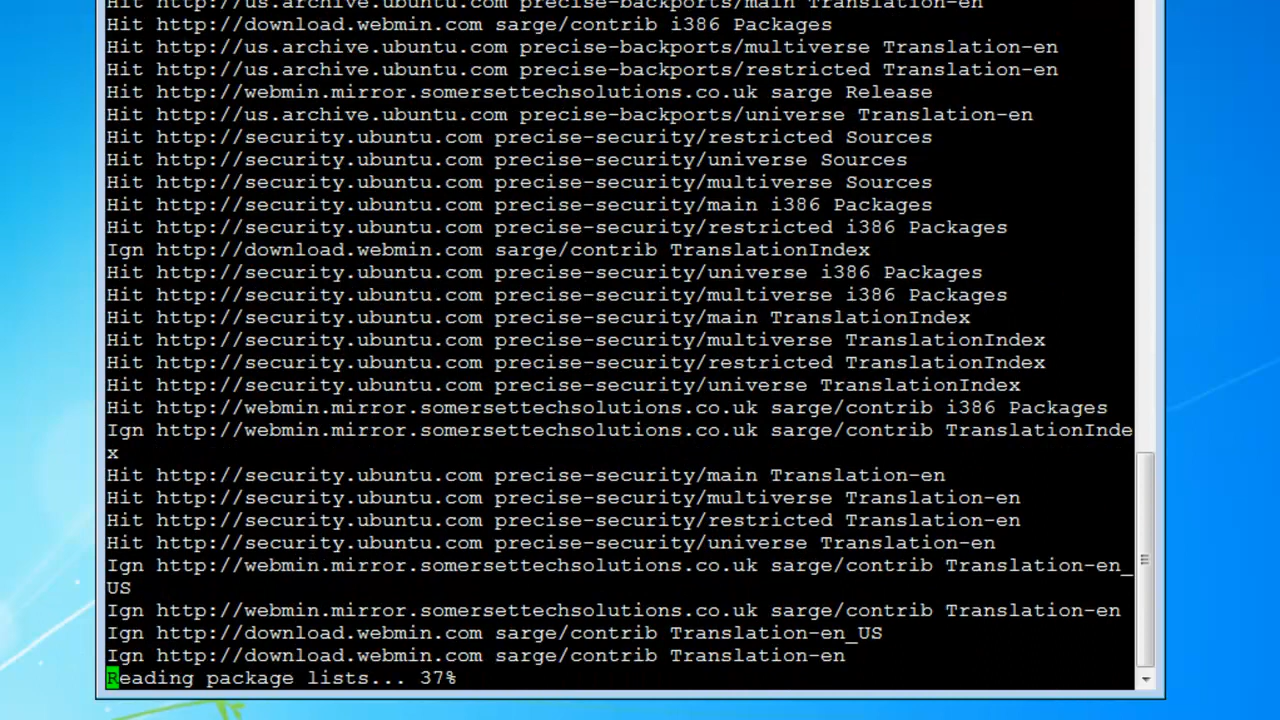 Hit http://us.archive.ubuntu.com precise-backports/main Translation-en
Hit http://download.webmin.com sarge/contrib i386 Packages
Hit http://us.archive.ubuntu.com precise-backports/multiverse Translation-en
Hit http://us.archive.ubuntu.com precise-backports/restricted Translation-en
Hit http://webmin.mirror.somersettechsolutions.co.uk sarge Release
Hit http://us.archive.ubuntu.com precise-backports/universe Translation-en
Hit http://security.ubuntu.com precise-security/restricted Sources
Hit http://security.ubuntu.com precise-security/universe Sources
Hit http://security.ubuntu.com precise-security/multiverse Sources
Hit http://security.ubuntu.com precise-security/main i386 Packages
Hit http://security.ubuntu.com precise-security/restricted i386 Packages
Ign http://download.webmin.com sarge/contrib TranslationIndex
Hit http://security.ubuntu.com precise-security/universe i386 Packages
Hit http://security.ubuntu.com precise-security/multiverse i386 Packages
Hit http://security.ubuntu.com precise-security/main TranslationIndex
Hit http://security.ubuntu.com precise-security/multiverse TranslationIndex
Hit http://security.ubuntu.com precise-security/restricted TranslationIndex
Hit http://security.ubuntu.com precise-security/universe TranslationIndex
Hit http://webmin.mirror.somersettechsolutions.co.uk sarge/contrib i386 Packages
Ign http://webmin.mirror.somersettechsolutions.co.uk sarge/contrib TranslationInde
x
Hit http://security.ubuntu.com precise-security/main Translation-en
Hit http://security.ubuntu.com precise-security/multiverse Translation-en
Hit http://security.ubuntu.com precise-security/restricted Translation-en
Hit http://security.ubuntu.com precise-security/universe Translation-en
Ign http://webmin.mirror.somersettechsolutions.co.uk sarge/contrib Translation-en_
US
Ign http://webmin.mirror.somersettechsolutions.co.uk sarge/contrib Translation-en
Ign http://download.webmin.com sarge/contrib Translation-en_US
Ign http://download.webmin.com sarge/contrib Translation-en
Reading package lists... 37%